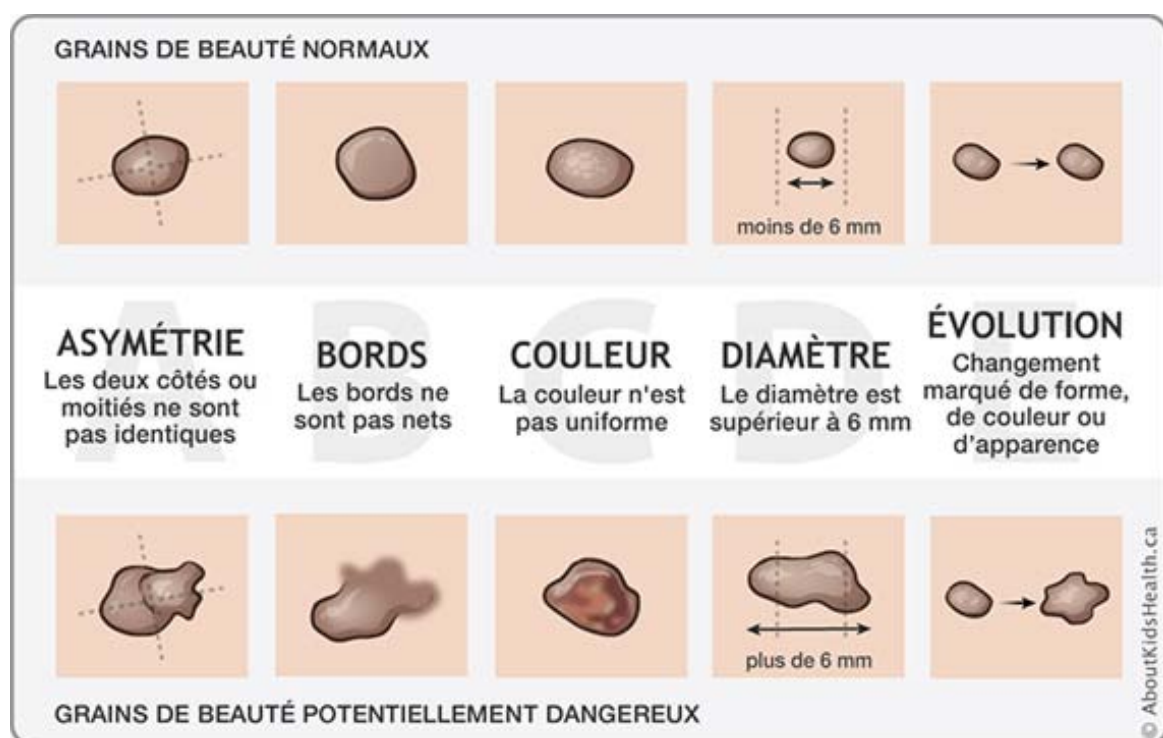 GRAINS DE BEAUTÉ NORMAUX
moins de 6 mm
A B C D E
ASYMÉTRIE
Les deux côtés ou
moitiés ne sont
pas identiques
BORDS
Les bords ne
sont pas nets
COULEUR
La couleur n'est
pas uniforme
DIAMÈTRE
Le diamètre est
supérieur à 6 mm
ÉVOLUTION
Changement
marqué de forme,
de couleur ou
d'apparence
plus de 6 mm
GRAINS DE BEAUTÉ POTENTIELLEMENT DANGEREUX
© AboutKidsHealth.ca